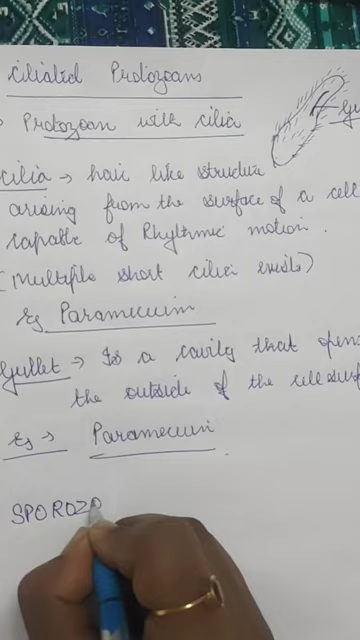 Ciliated Protozoans
Protozoan with cilia
Gull
cilia → hair like structure
arising from the surface of a cell
capable of Rhythmic motion.
(Multiple short cilia exists)
Eg Paramecium
Gullet → Is a cavity that opens
the outside of the cell surf
Eg → Paramecium
SPOROZO